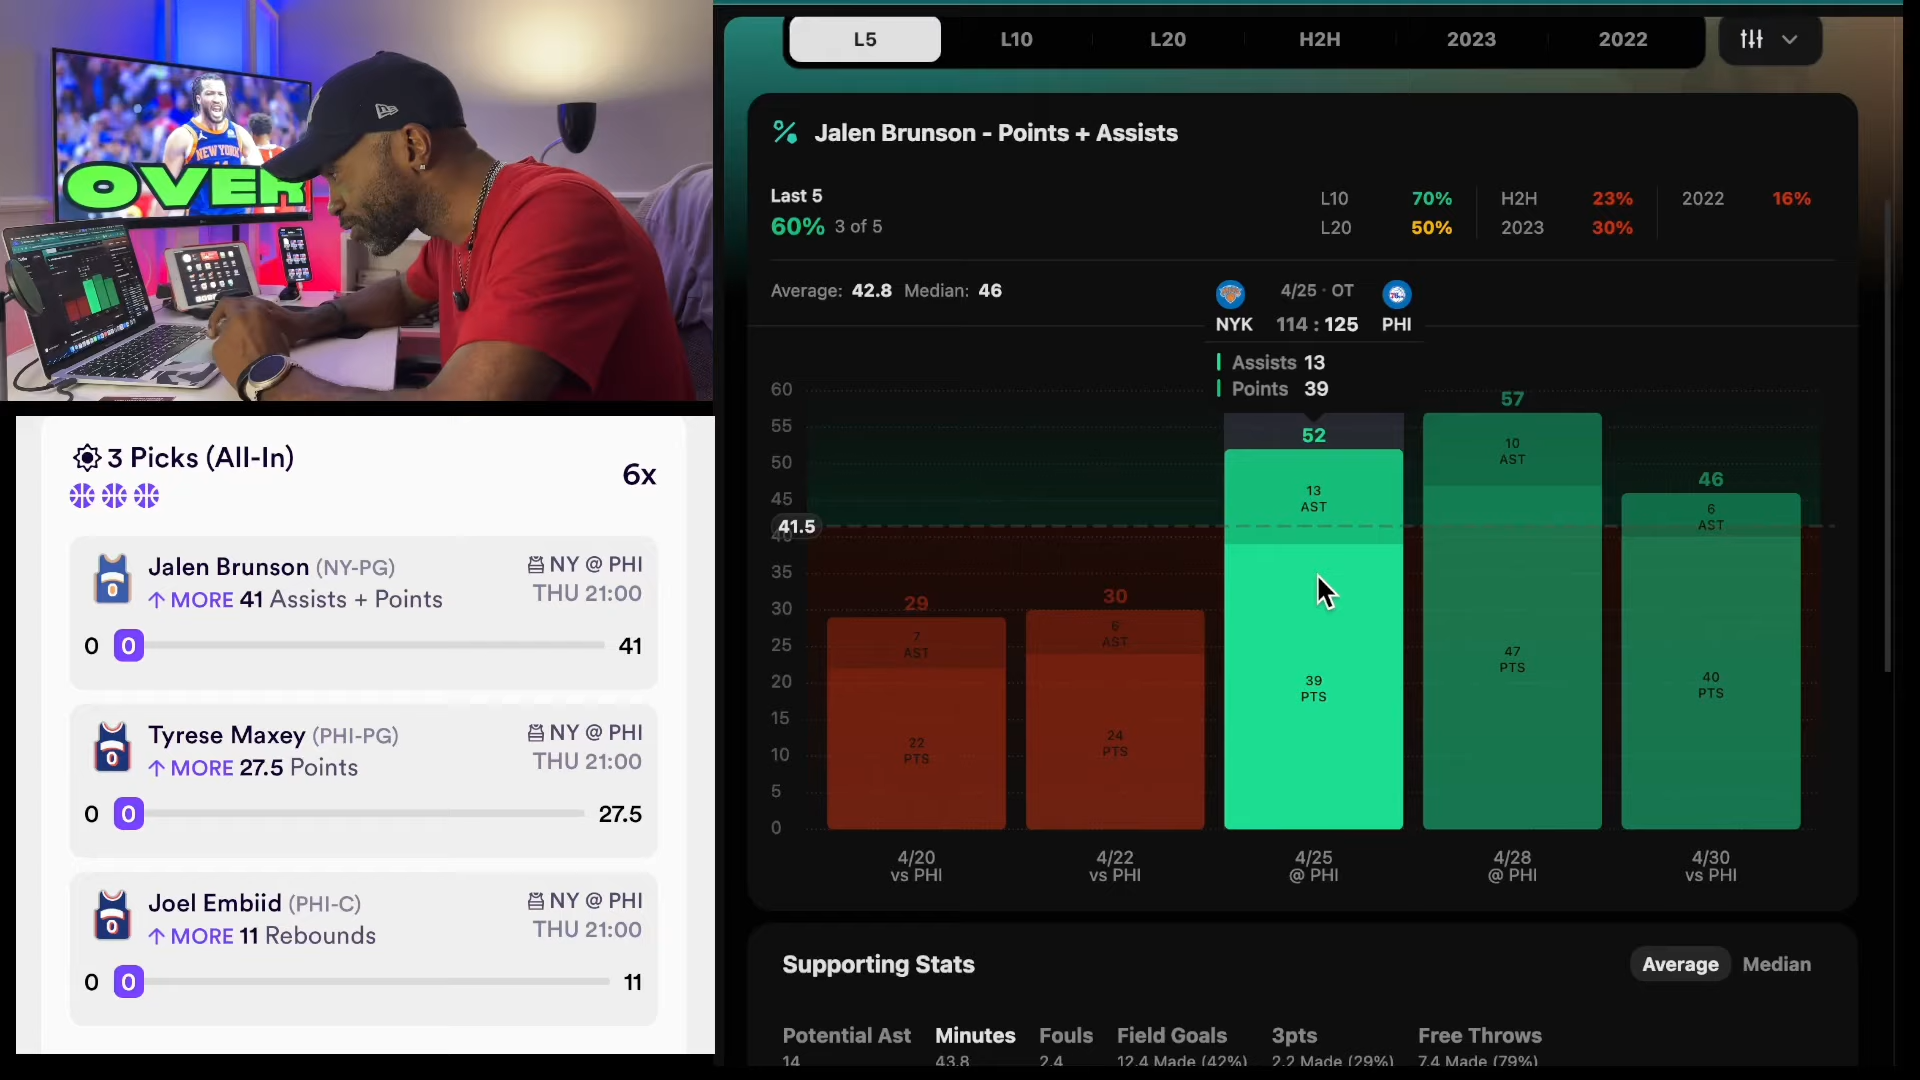 NEW YORK
OVER
3 Picks (All-In)
6x
Jalen Brunson (NY-PG)
NY @ PHI
↑ MORE 41 Assists + Points
THU 21:00
0 0 41
Tyrese Maxey (PHI-PG)
NY @ PHI
↑ MORE 27.5 Points
THU 21:00
0 0 27.5
Joel Embiid (PHI-C)
NY @ PHI
↑ MORE 11 Rebounds
THU 21:00
0 0 11
L5 L10 L20 H2H 2023 2022
Jalen Brunson - Points + Assists
Last 5
60% 3 of 5
L10 70% H2H 23% 2022 16%
L20 50% 2023 30%
Average: 42.8 Median: 46
4/25 · OT
NYK 114 : 125 PHI
Assists 13
Points 39
60
55
50
45
41.5
40
35
30
25
20
15
10
5
0
29
7
AST
22
PTS
30
6
AST
24
PTS
52
13
AST
39
PTS
57
10
AST
47
PTS
46
6
AST
40
PTS
4/20 4/22 4/25 4/28 4/30
vs PHI vs PHI @ PHI @ PHI vs PHI
Supporting Stats
Average Median
Potential Ast Minutes Fouls Field Goals 3pts Free Throws
14 43.8 2.4 12.4 Made (42%) 2.2 Made (29%) 7.4 Made (79%)